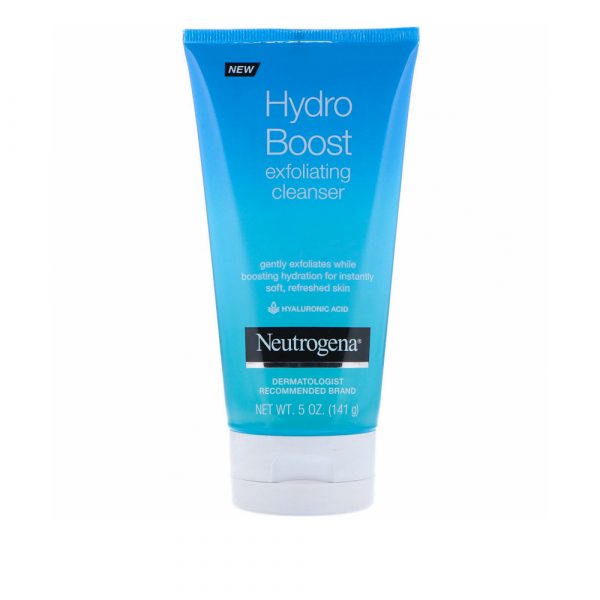 NEW
Hydro
Boost
exfoliating
cleanser
gently exfoliates while
boosting hydration for instantly
soft, refreshed skin
HYALURONIC ACID
Neutrogena®
DERMATOLOGIST
RECOMMENDED BRAND
NET WT. 5 OZ. (141 g)